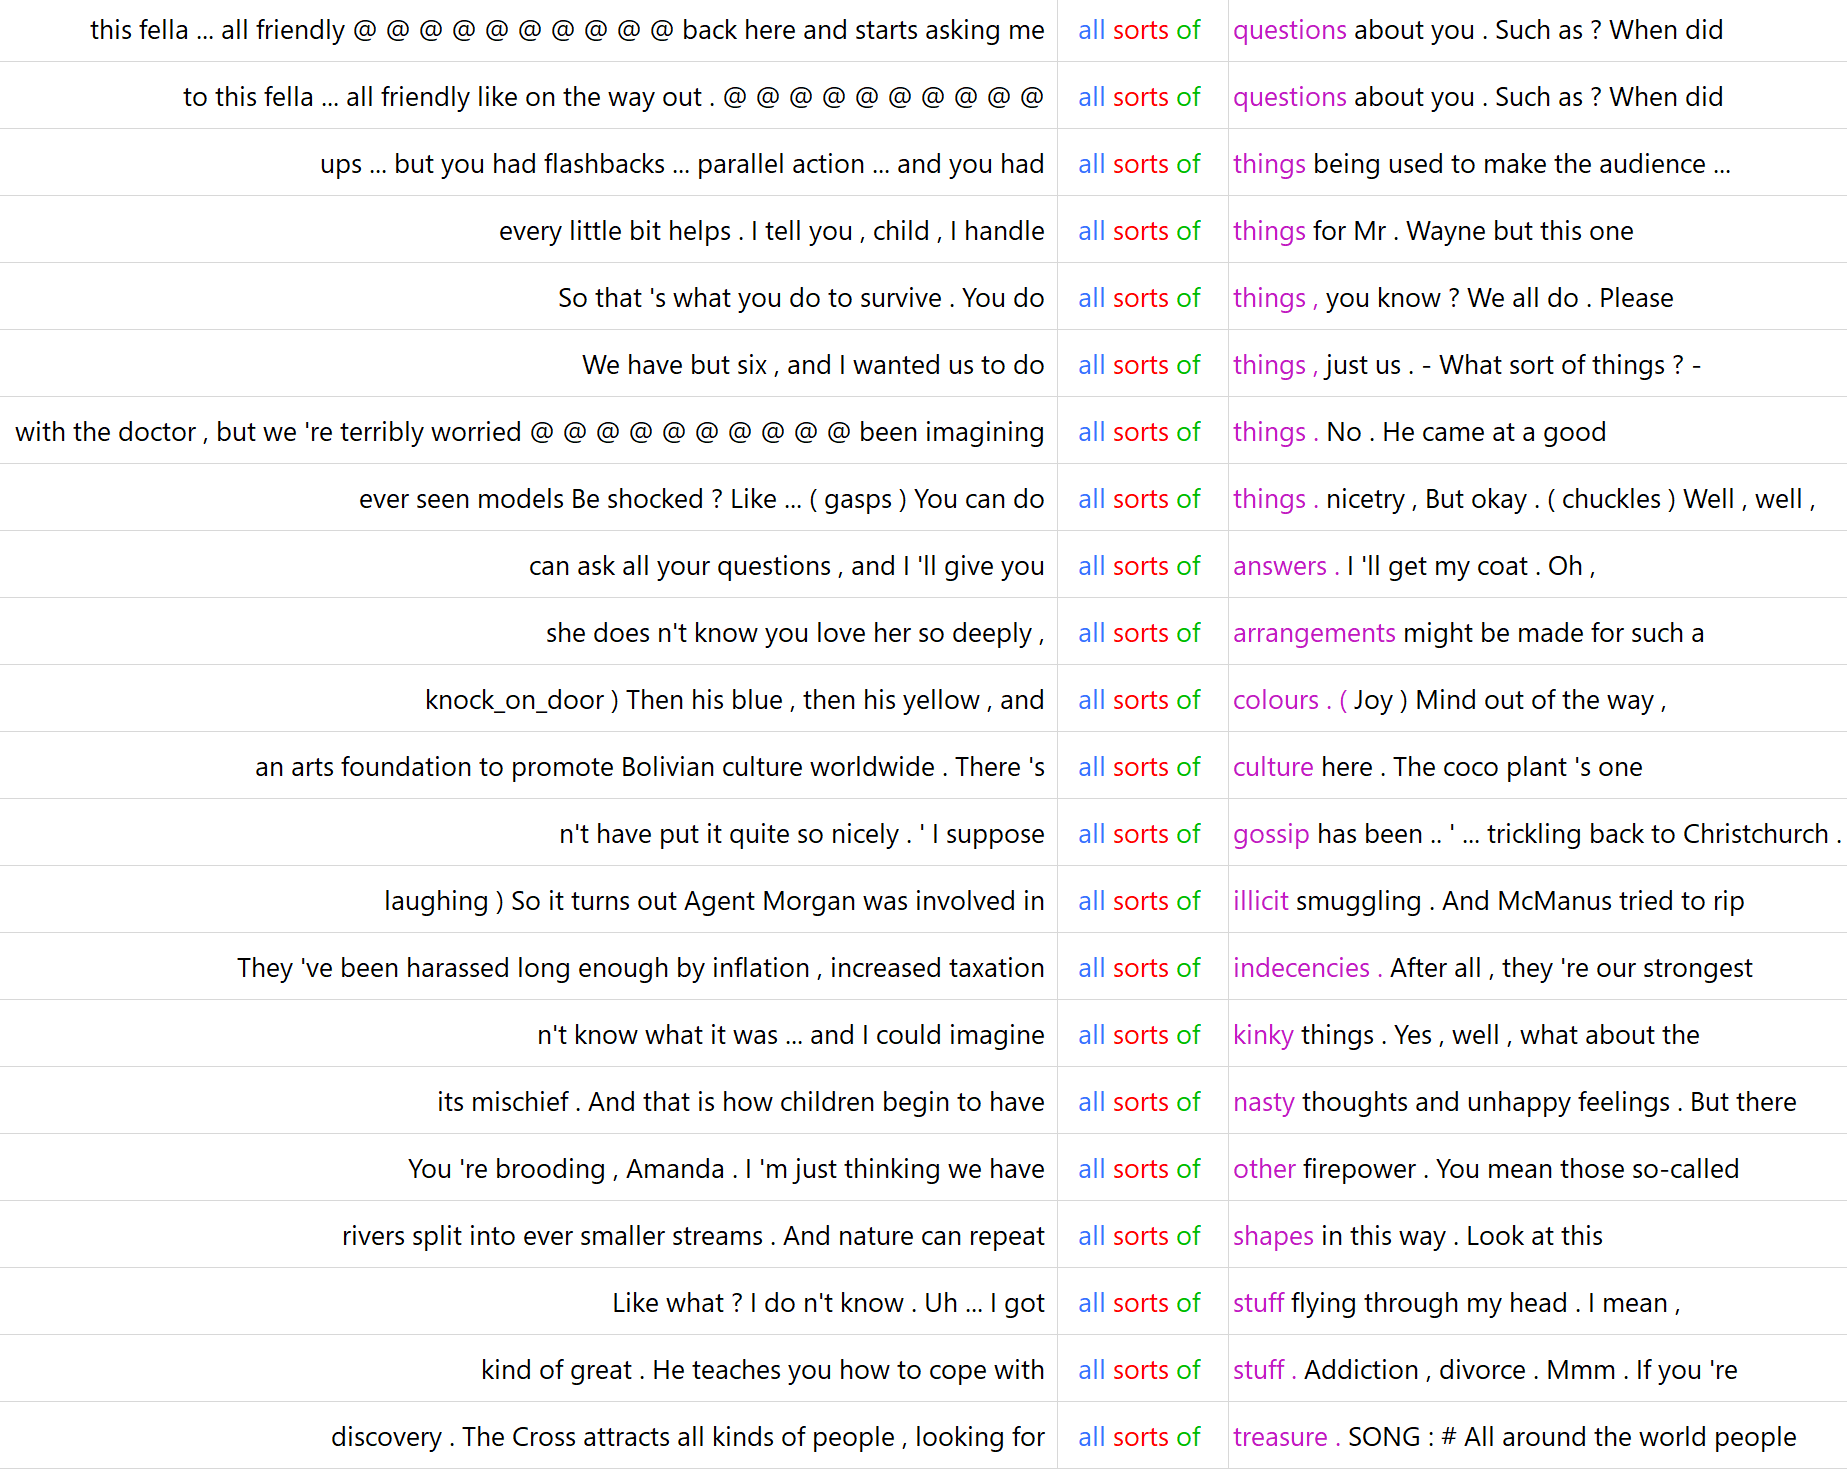 this fella ... all friendly @ @ @ @ @ @ @ @ @ @ back here and starts asking me all sorts of questions about you . Such as ? When did
to this fella ... all friendly like on the way out . @ @ @ @ @ @ @ @ @ @ all sorts of questions about you . Such as ? When did
ups ... but you had flashbacks ... parallel action ... and you had all sorts of things being used to make the audience ...
every little bit helps . I tell you , child , I handle all sorts of things for Mr . Wayne but this one
So that 's what you do to survive . You do all sorts of things , you know ? We all do . Please
We have but six , and I wanted us to do all sorts of things , just us . - What sort of things ? -
with the doctor , but we 're terribly worried @ @ @ @ @ @ @ @ @ @ been imagining all sorts of things . No . He came at a good
ever seen models Be shocked ? Like ... ( gasps ) You can do all sorts of things . nicetry , But okay . ( chuckles ) Well , well ,
can ask all your questions , and I 'll give you all sorts of answers . I 'll get my coat . Oh ,
she does n't know you love her so deeply , all sorts of arrangements might be made for such a
knock_on_door ) Then his blue , then his yellow , and all sorts of colours . ( Joy ) Mind out of the way ,
an arts foundation to promote Bolivian culture worldwide . There 's all sorts of culture here . The coco plant 's one
n't have put it quite so nicely . ' I suppose all sorts of gossip has been .. ' ... trickling back to Christchurch .
laughing ) So it turns out Agent Morgan was involved in all sorts of illicit smuggling . And McManus tried to rip
They 've been harassed long enough by inflation , increased taxation all sorts of indecencies . After all , they 're our strongest
n't know what it was ... and I could imagine all sorts of kinky things . Yes , well , what about the
its mischief . And that is how children begin to have all sorts of nasty thoughts and unhappy feelings . But there
You 're brooding , Amanda . I 'm just thinking we have all sorts of other firepower . You mean those so-called
rivers split into ever smaller streams . And nature can repeat all sorts of shapes in this way . Look at this
Like what ? I do n't know . Uh ... I got all sorts of stuff flying through my head . I mean ,
kind of great . He teaches you how to cope with all sorts of stuff . Addiction , divorce . Mmm . If you 're
discovery . The Cross attracts all kinds of people , looking for all sorts of treasure . SONG : # All around the world people